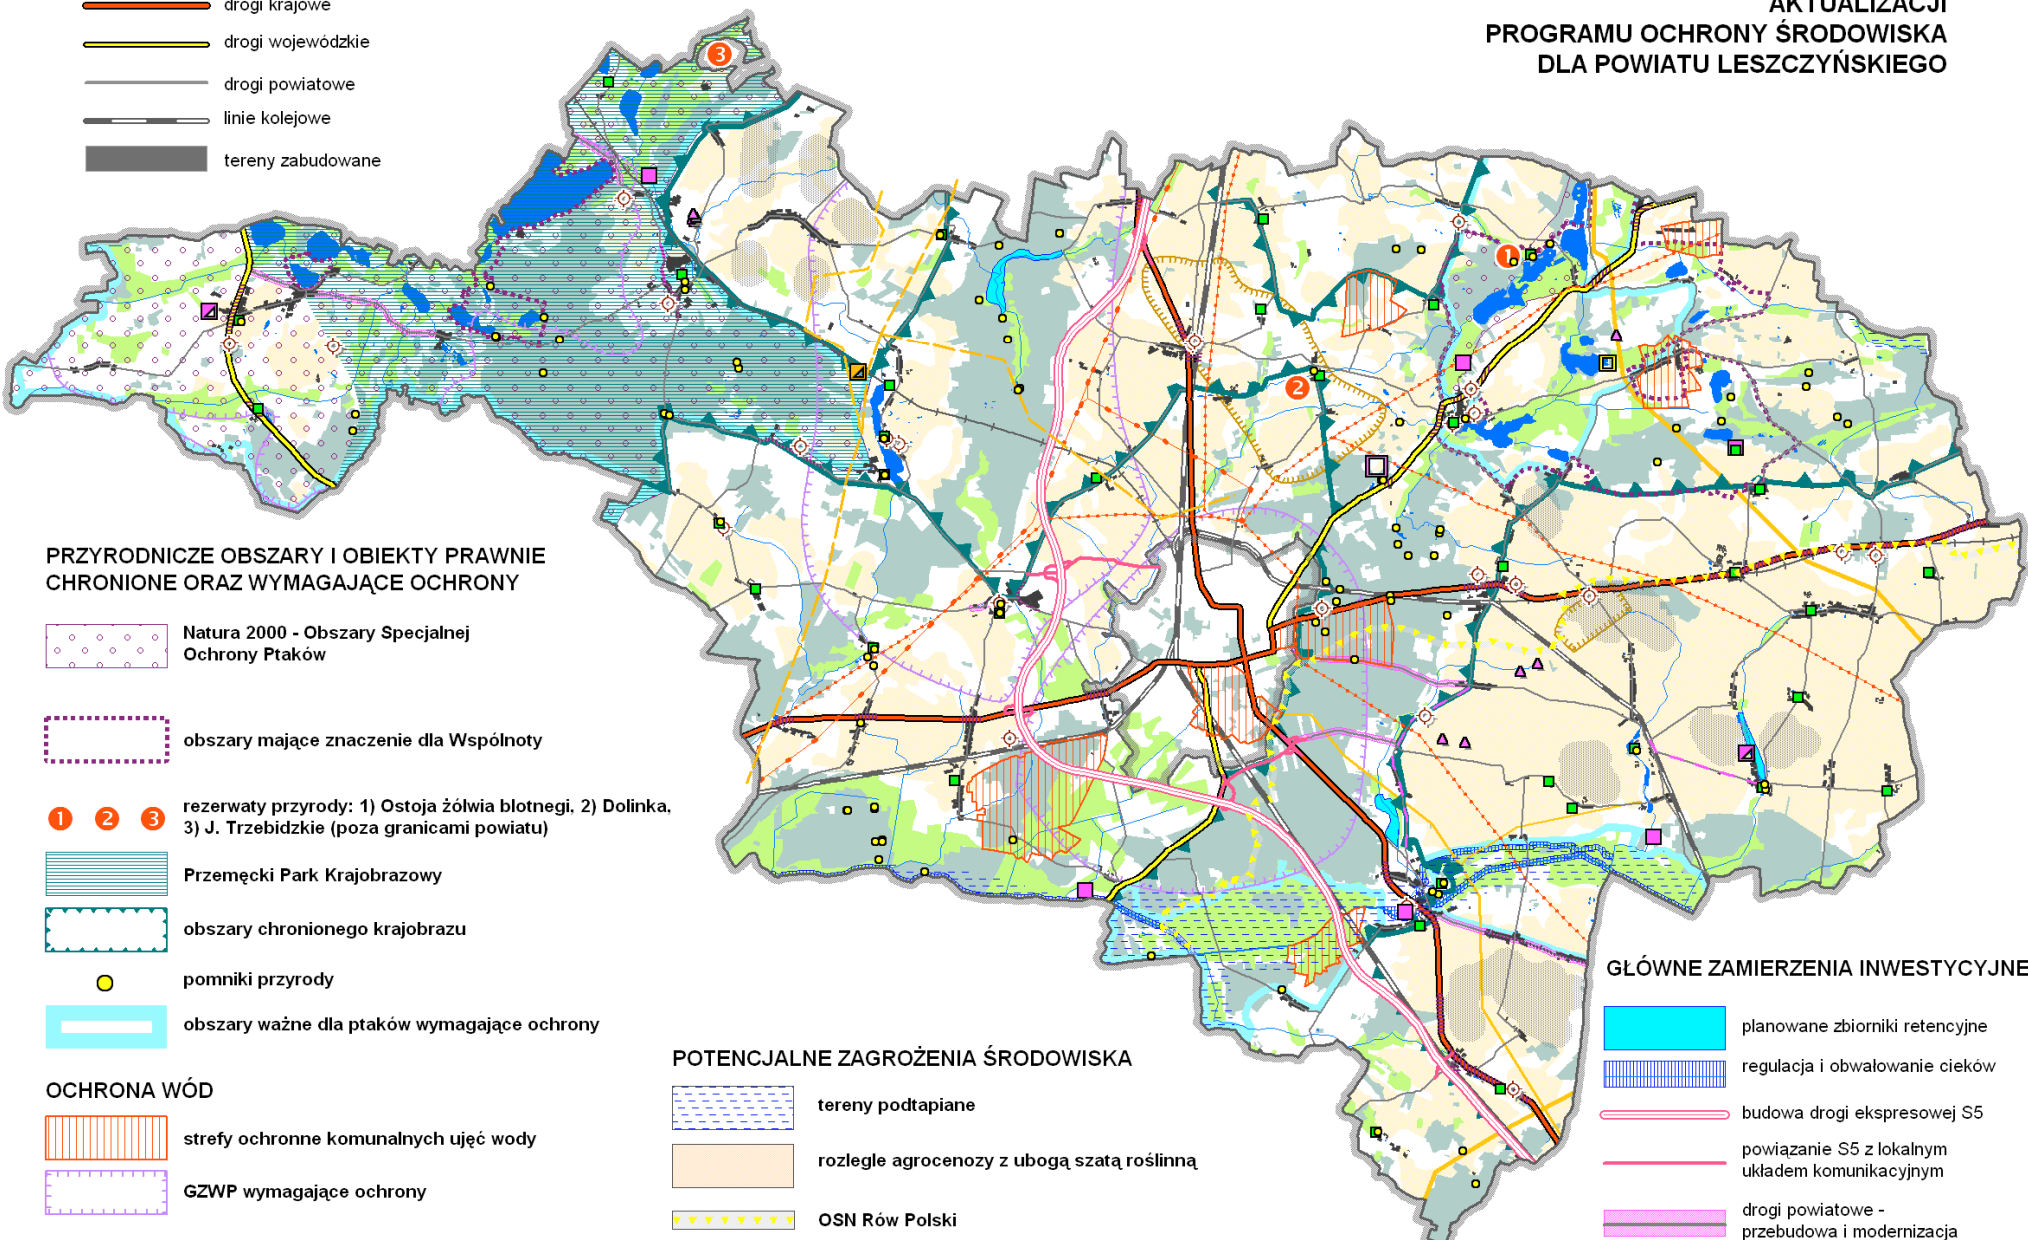 drogi krajowe
drogi wojewódzkie
drogi powiatowe
linie kolejowe
tereny zabudowane
AKTUALIZACJI
PROGRAMU OCHRONY ŚRODOWISKA
DLA POWIATU LESZCZYŃSKIEGO
3
1
2
PRZYRODNICZE OBSZARY I OBIEKTY PRAWNIE
CHRONIONE ORAZ WYMAGAJĄCE OCHRONY
Natura 2000 - Obszary Specjalnej
Ochrony Ptaków
obszary mające znaczenie dla Wspólnoty
1 2 3
rezerwaty przyrody: 1) Ostoja żólwia blotnegi, 2) Dolinka,
3) J. Trzebidzkie (poza granicami powiatu)
Przemęcki Park Krajobrazowy
obszary chronionego krajobrazu
pomniki przyrody
obszary ważne dla ptaków wymagające ochrony
OCHRONA WÓD
strefy ochronne komunalnych ujęć wody
GZWP wymagające ochrony
POTENCJALNE ZAGROŻENIA ŚRODOWISKA
tereny podtapiane
rozlegle agrocenozy z ubogą szatą roślinną
OSN Rów Polski
GŁÓWNE ZAMIERZENIA INWESTYCYJNE
planowane zbiorniki retencyjne
regulacja i obwałowanie cieków
budowa drogi ekspresowej S5
powiązanie S5 z lokalnym
układem komunikacyjnym
drogi powiatowe -
przebudowa i modernizacja